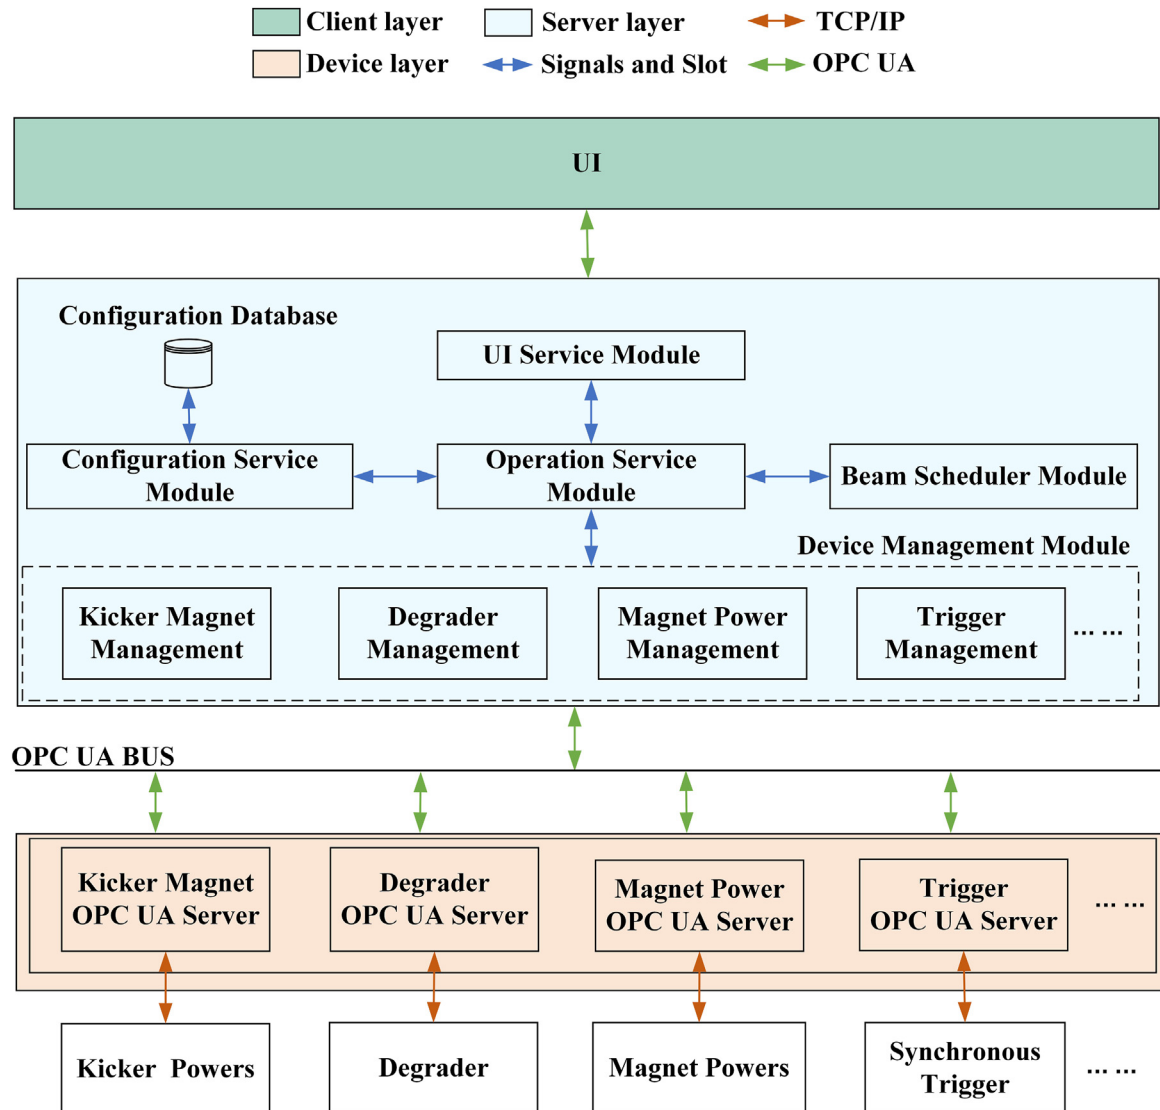 Client layer
Server layer
TCP/IP
Device layer
Signals and Slot
OPC UA
UI
Configuration Database
UI Service Module
Configuration Service
Module
Operation Service
Module
Beam Scheduler Module
Device Management Module
Kicker Magnet
Management
Degrader
Management
Magnet Power
Management
Trigger
Management
... ...
OPC UA BUS
Kicker Magnet
OPC UA Server
Degrader
OPC UA Server
Magnet Power
OPC UA Server
Trigger
OPC UA Server
... ...
Kicker Powers
Degrader
Magnet Powers
Synchronous
Trigger
... ...